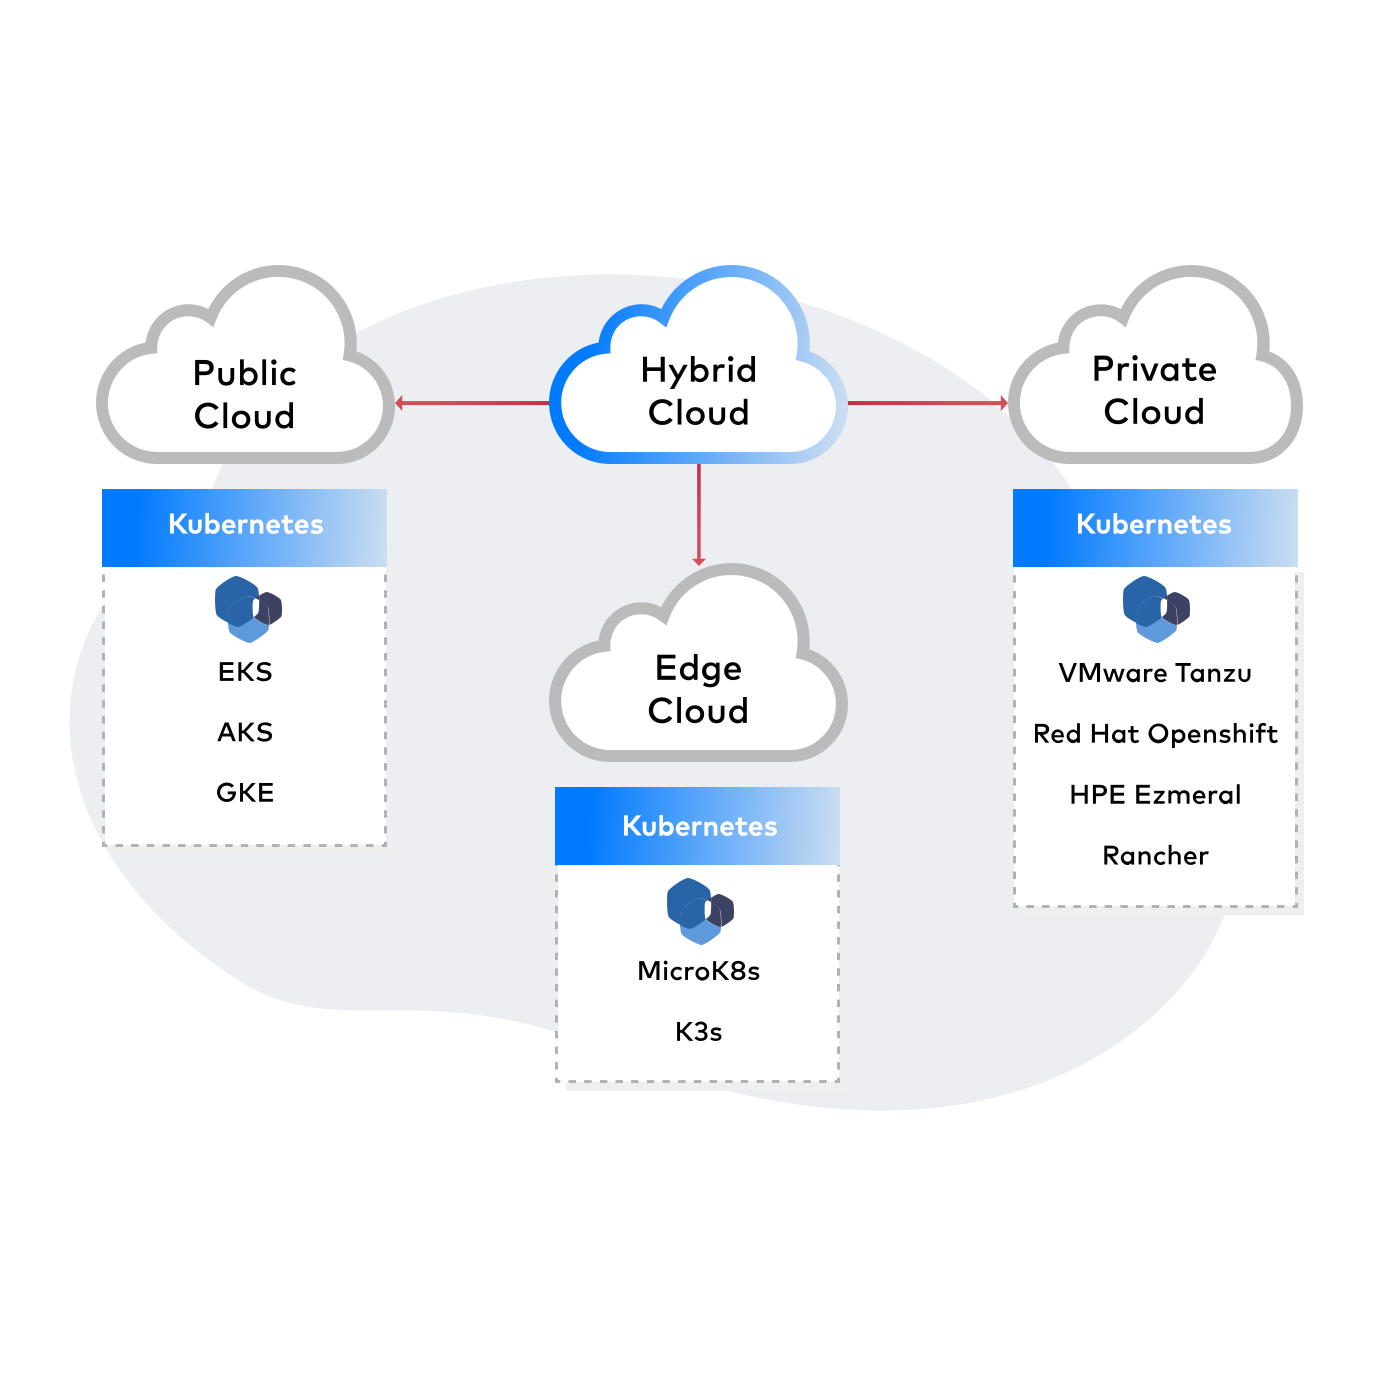 Public
Cloud
Hybrid
Cloud
Private
Cloud
Kubernetes
EKS
AKS
GKE
Edge
Cloud
Kubernetes
MicroK8s
K3s
Kubernetes
VMware Tanzu
Red Hat Openshift
HPE Ezmeral
Rancher